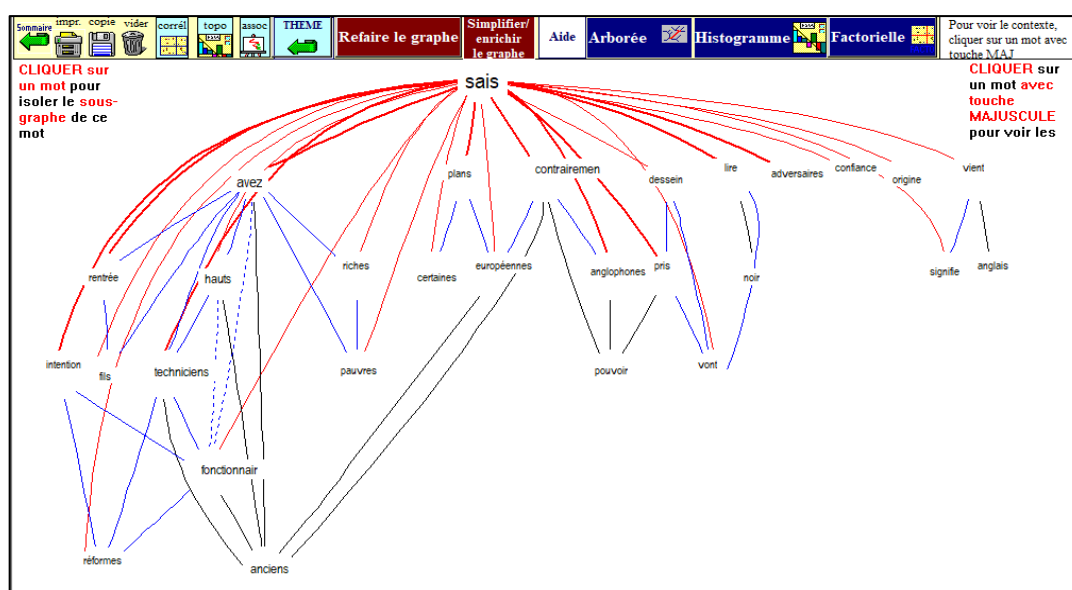 Sommaire
impr. copie vider
corrél
topo
assoc
THEME
Refaire le graphe
Simplifier/
enrichir
le graphe
Aide
Arborée
Histogramme
Factorielle
Pour voir le contexte,
cliquer sur un mot avec
touche MAJ
CLIQUER sur
un mot pour
isoler le sous-
graphe de ce
mot
CLIQUER sur
un mot avec
touche
MAJUSCULE
pour voir les
sais
avez
plans
contrairemen
dessein
lire
adversaires
confiance
origine
vient
rentrée
hauts
riches
certaines
européennes
anglophones
pris
noir
signifie
anglais
intention
fils
techniciens
pauvres
pouvoir
vont
fonctionnair
réformes
anciens